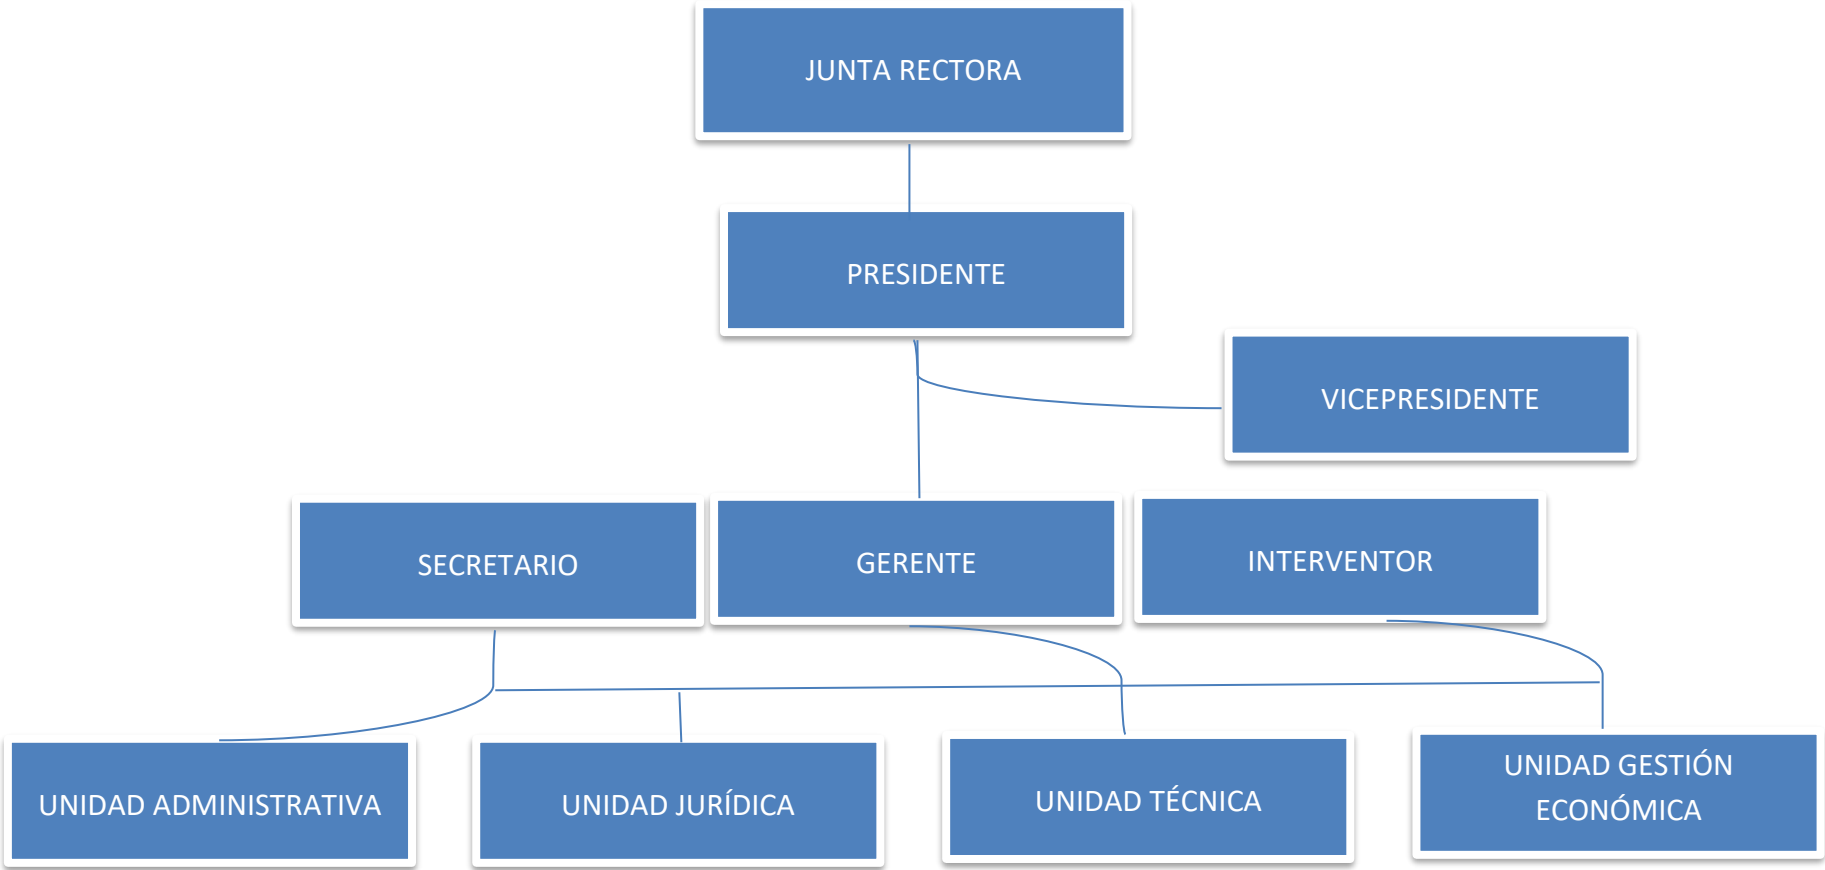 JUNTA RECTORA
PRESIDENTE
VICEPRESIDENTE
SECRETARIO
GERENTE
INTERVENTOR
UNIDAD ADMINISTRATIVA
UNIDAD JURÍDICA
UNIDAD TÉCNICA
UNIDAD GESTIÓN
ECONÓMICA